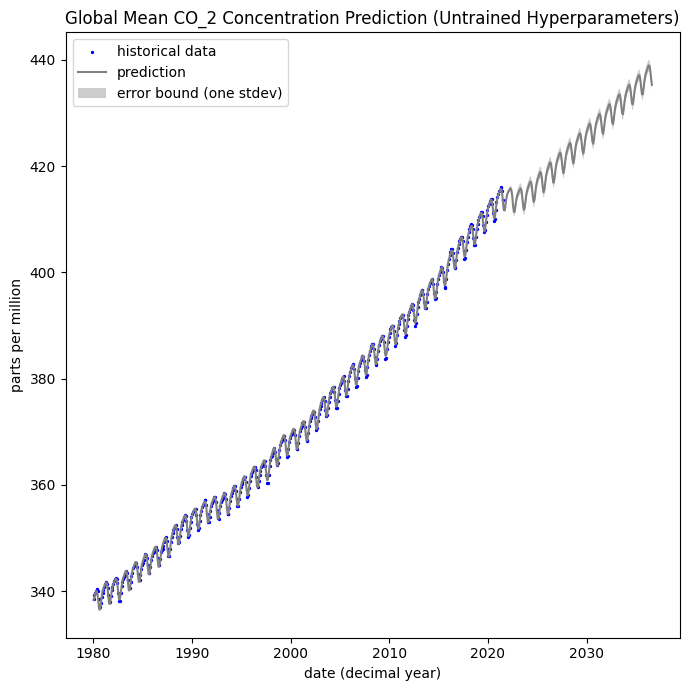 Global Mean CO_2 Concentration Prediction (Untrained Hyperparameters)
historical data
prediction
error bound (one stdev)
440
420
400
380
360
340
parts per million
1980 1990 2000 2010 2020 2030
date (decimal year)